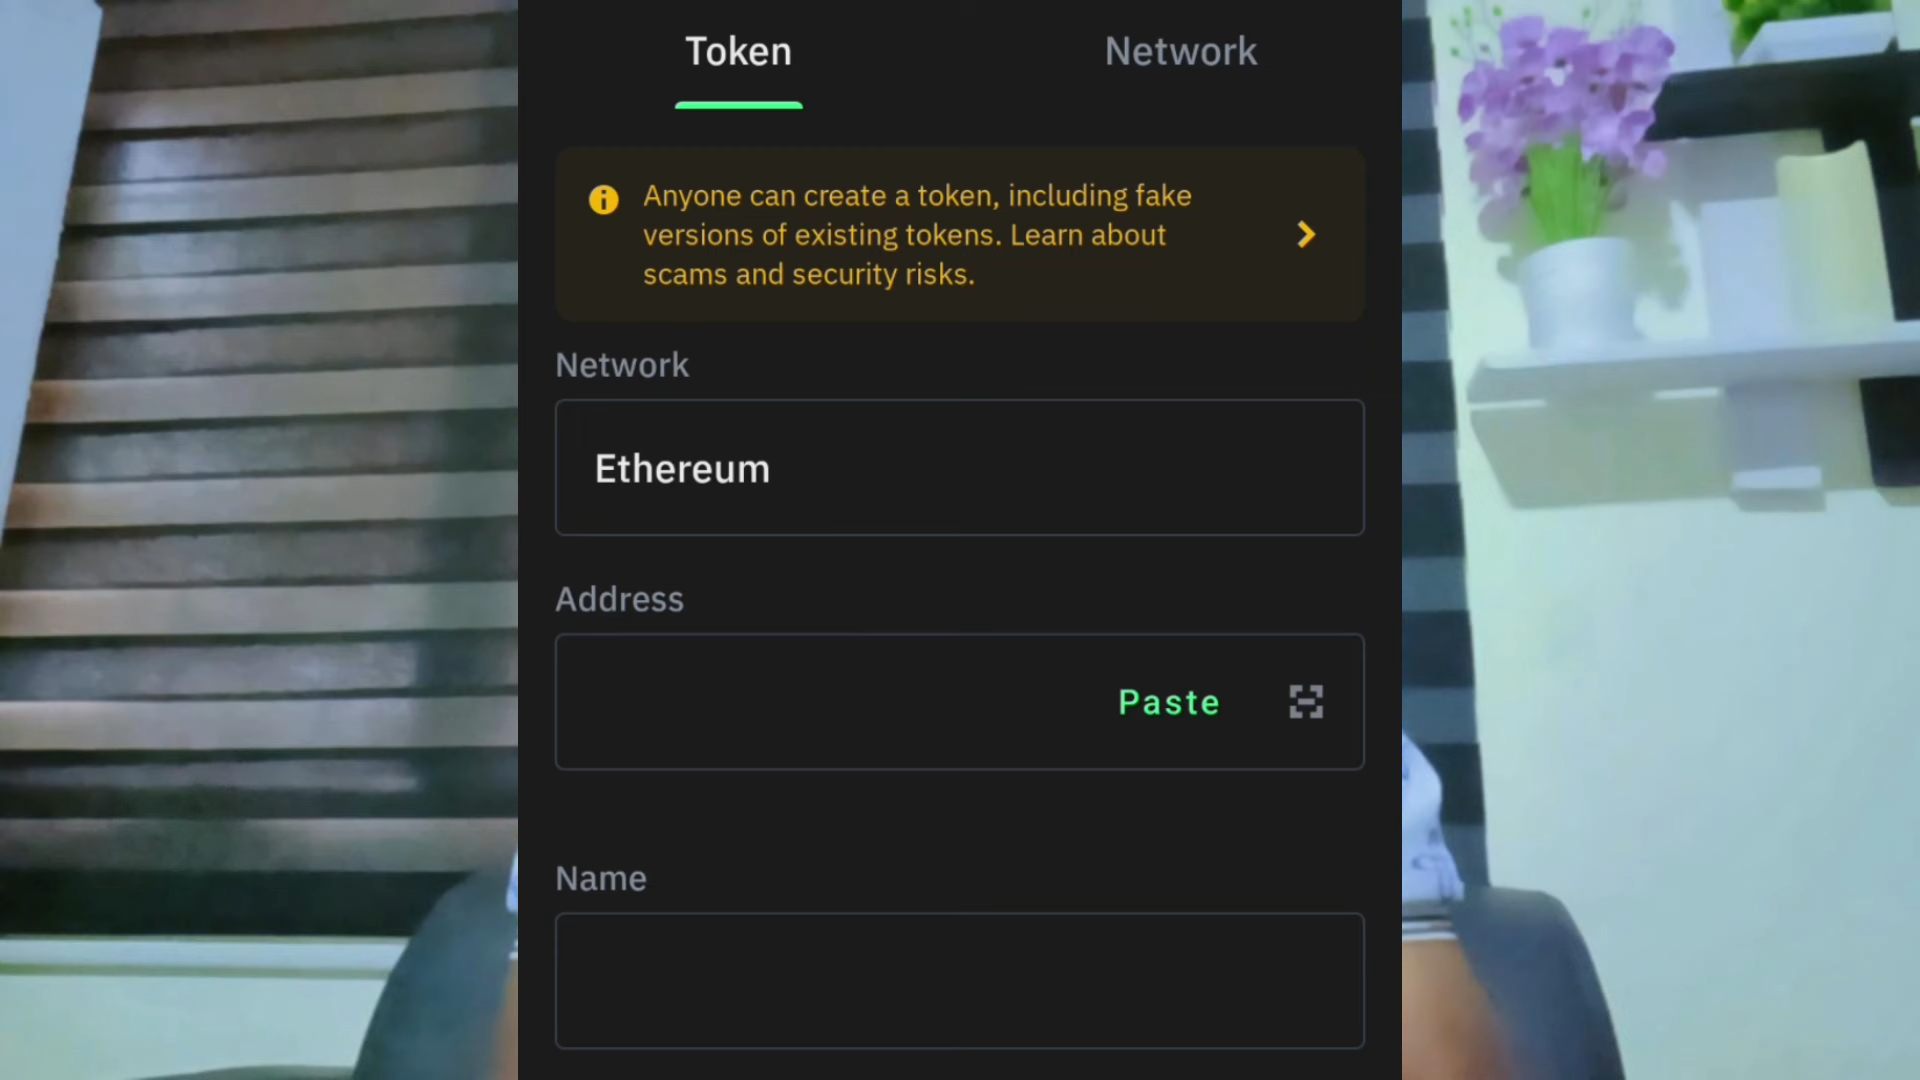 Token
Network
Anyone can create a token, including fake
versions of existing tokens. Learn about
scams and security risks.
Network
Ethereum
Address
Paste
Name